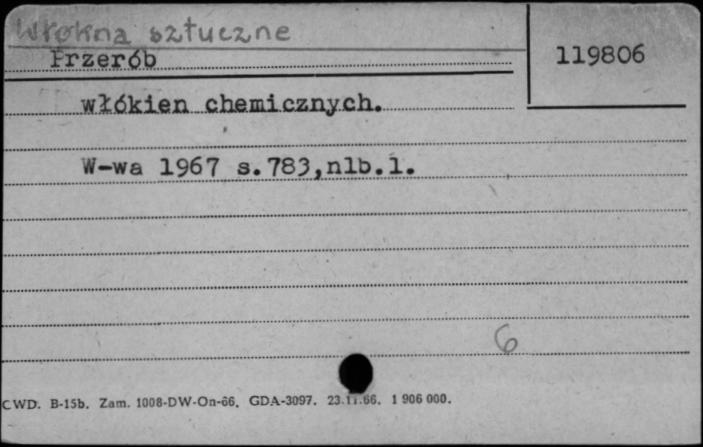 Włókna sztuczne
Przerób
119806
włókien chemicznych.
W-wa 1967 s.783,nlb.1.
6
CWD. B-15b. Zam. 1008-DW-On-66. GDA-3097. 23.11.66. 1 906 000.